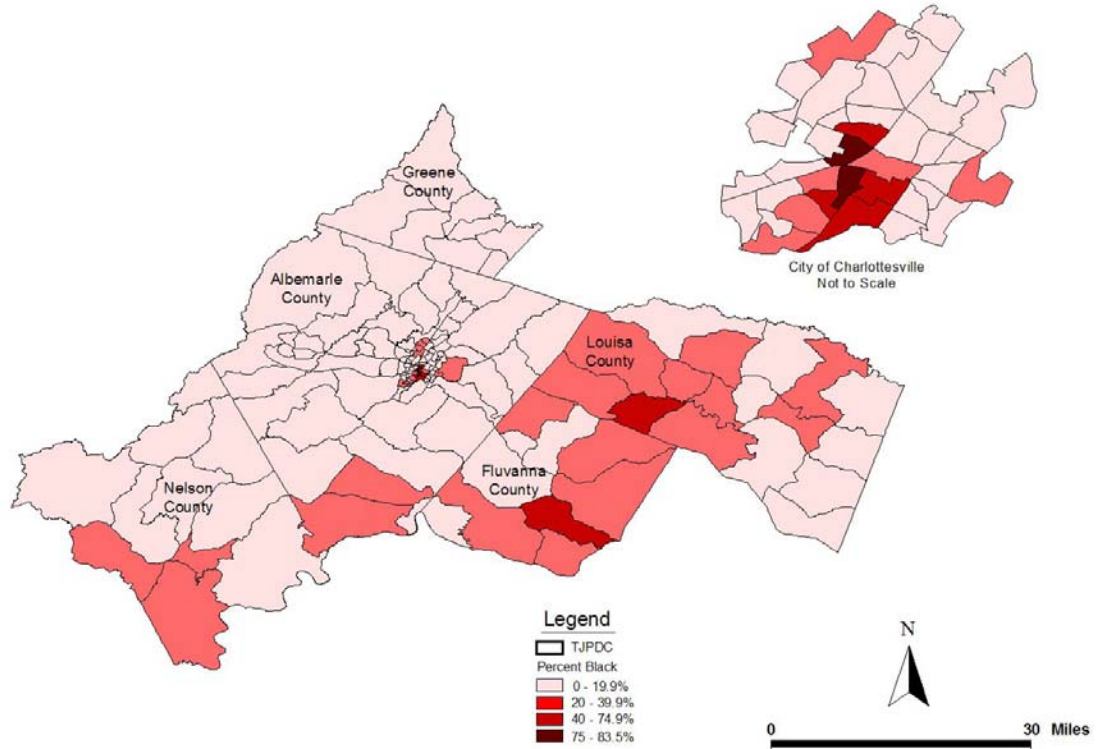 Greene
County
Albemarle
County
City of Charlottesville
Not to Scale
Louisa
County
Fluvanna
County
Nelson
County
Legend
TJPDC
Percent Black
0 - 19.9%
20 - 39.9%
40 - 74.9%
75 - 83.5%
N
0 30 Miles